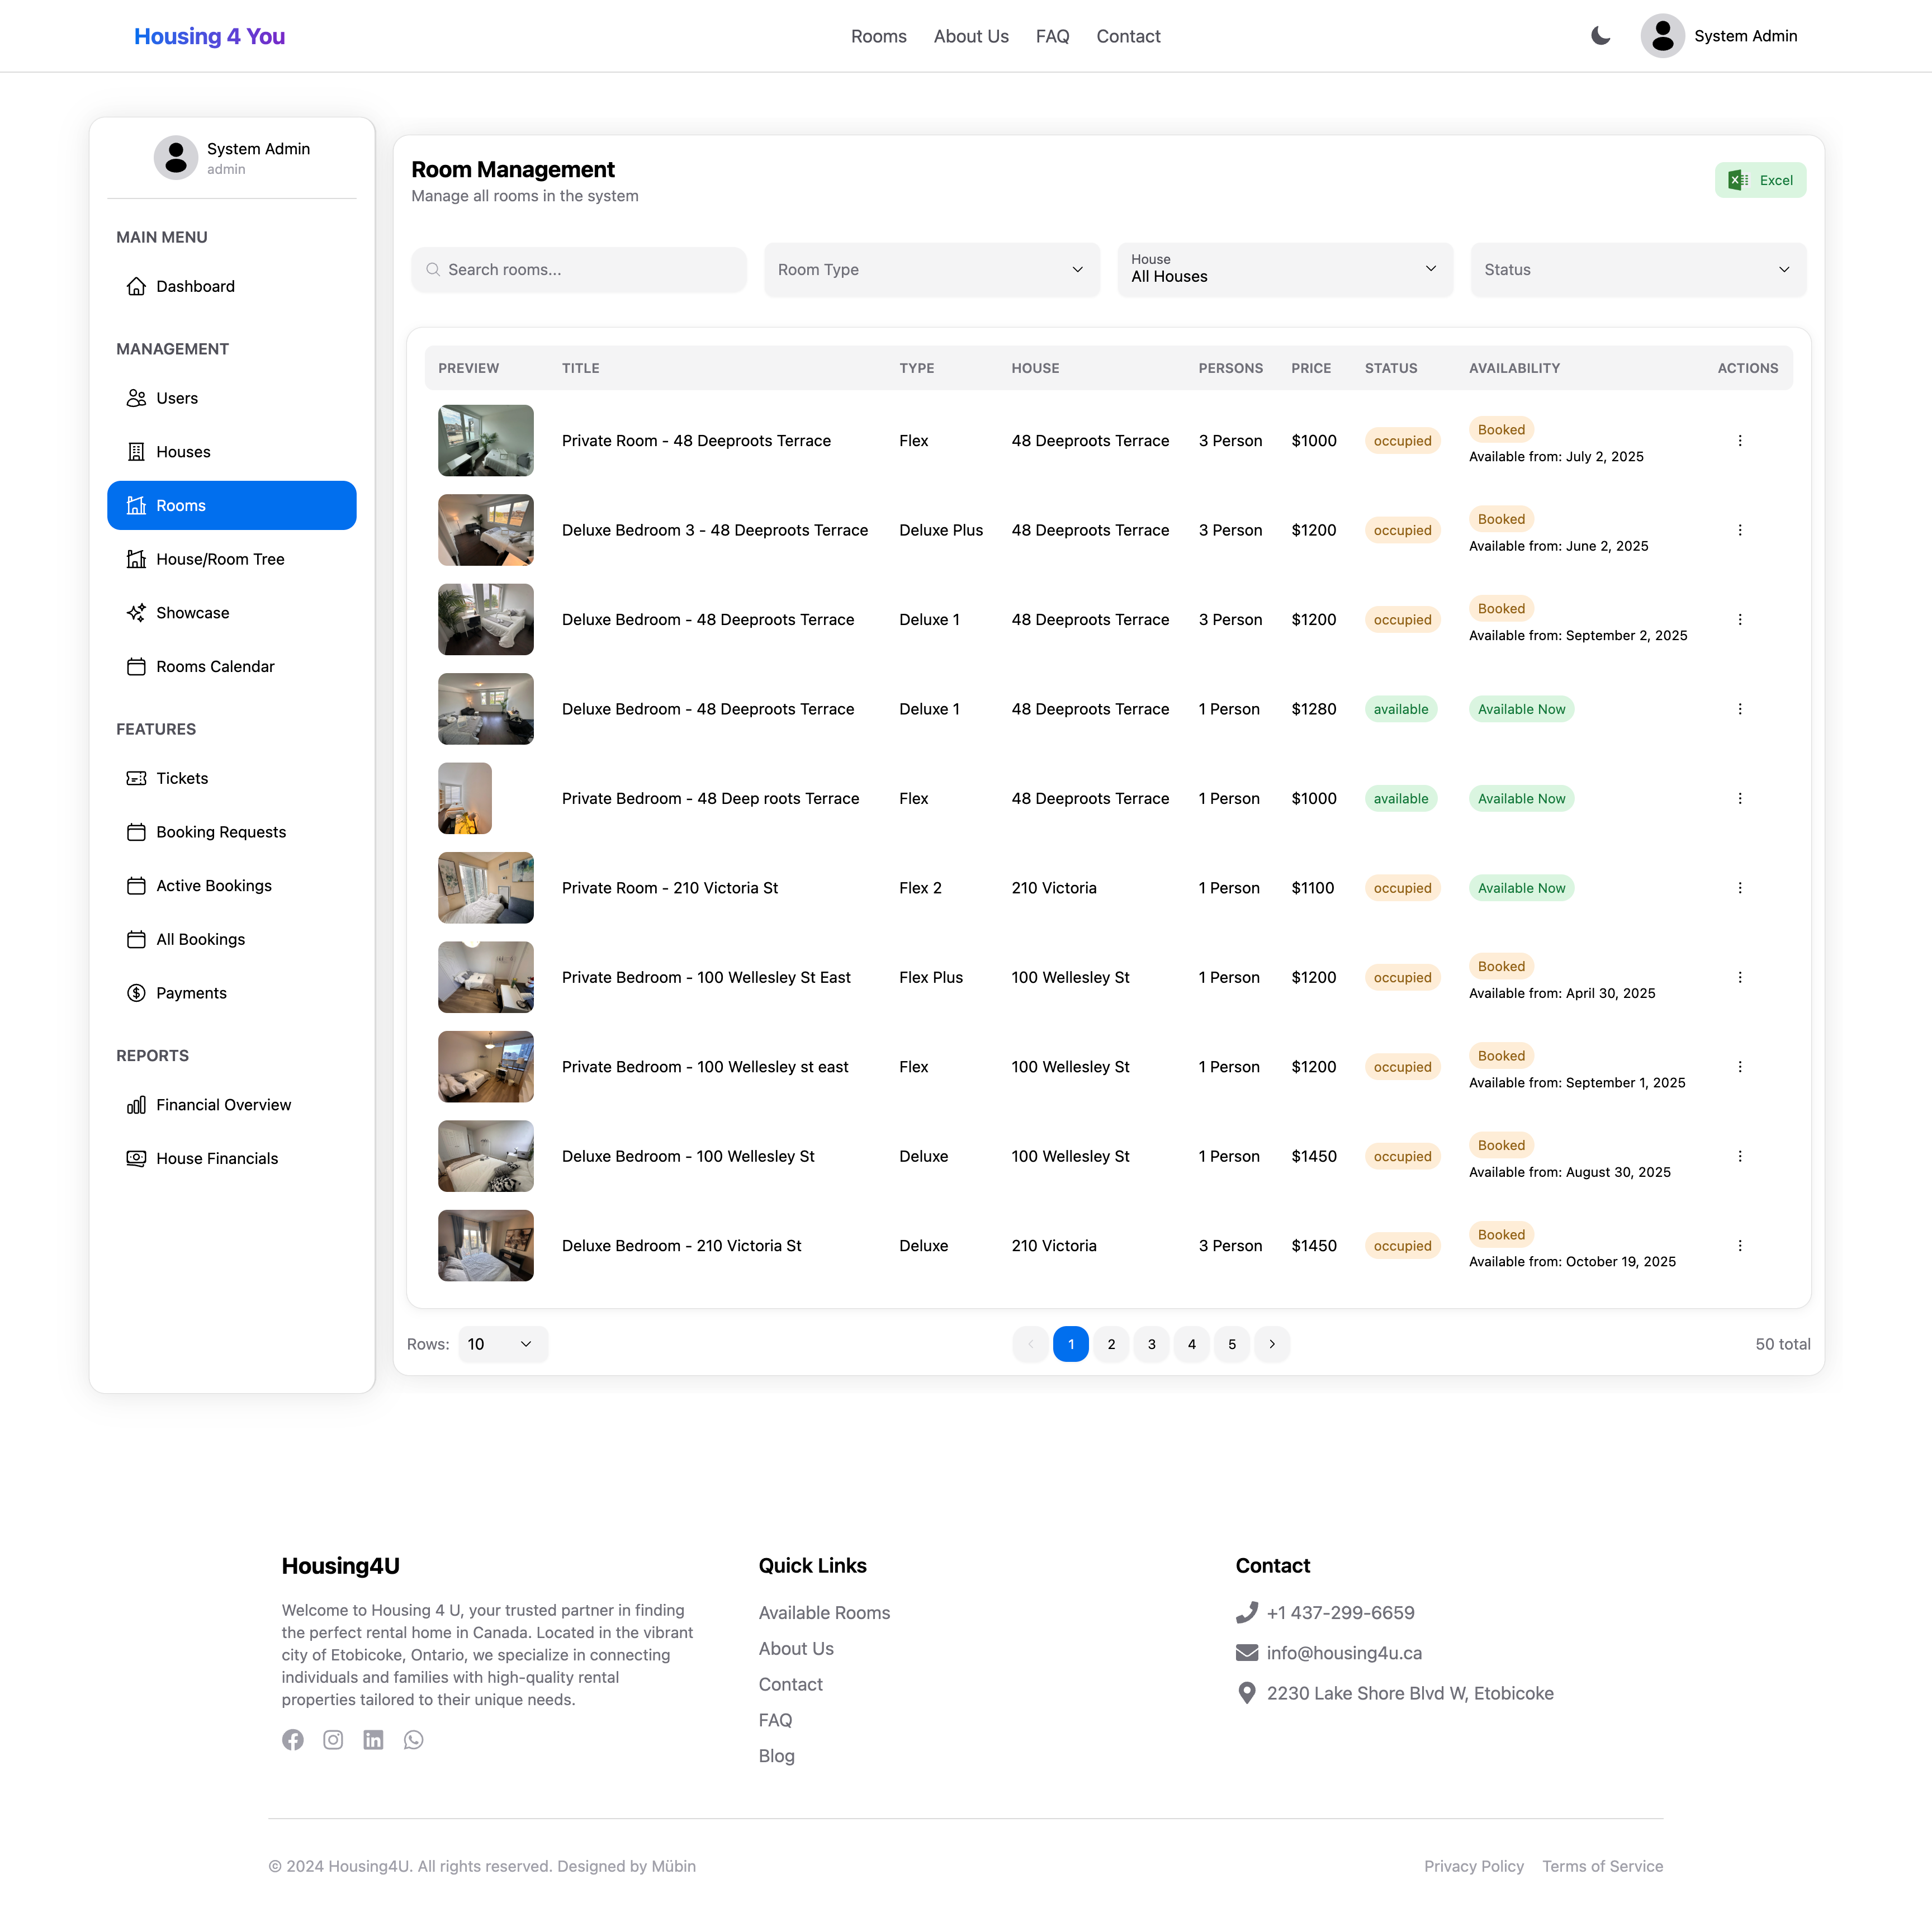 Housing 4 You
Rooms About Us FAQ Contact
System Admin
System Admin
admin
MAIN MENU
Dashboard
MANAGEMENT
Users
Houses
Rooms
House/Room Tree
Showcase
Rooms Calendar
FEATURES
Tickets
Booking Requests
Active Bookings
All Bookings
Payments
REPORTS
Financial Overview
House Financials
Room Management
Manage all rooms in the system
Excel
Search rooms...
Room Type
House
All Houses
Status
PREVIEW TITLE TYPE HOUSE PERSONS PRICE STATUS AVAILABILITY ACTIONS
Private Room - 48 Deeproots Terrace Flex 48 Deeproots Terrace 3 Person $1000 occupied Booked
Available from: July 2, 2025
Deluxe Bedroom 3 - 48 Deeproots Terrace Deluxe Plus 48 Deeproots Terrace 3 Person $1200 occupied Booked
Available from: June 2, 2025
Deluxe Bedroom - 48 Deeproots Terrace Deluxe 1 48 Deeproots Terrace 3 Person $1200 occupied Booked
Available from: September 2, 2025
Deluxe Bedroom - 48 Deeproots Terrace Deluxe 1 48 Deeproots Terrace 1 Person $1280 available Available Now
Private Bedroom - 48 Deep roots Terrace Flex 48 Deeproots Terrace 1 Person $1000 available Available Now
Private Room - 210 Victoria St Flex 2 210 Victoria 1 Person $1100 occupied Available Now
Private Bedroom - 100 Wellesley St East Flex Plus 100 Wellesley St 1 Person $1200 occupied Booked
Available from: April 30, 2025
Private Bedroom - 100 Wellesley st east Flex 100 Wellesley St 1 Person $1200 occupied Booked
Available from: September 1, 2025
Deluxe Bedroom - 100 Wellesley St Deluxe 100 Wellesley St 1 Person $1450 occupied Booked
Available from: August 30, 2025
Deluxe Bedroom - 210 Victoria St Deluxe 210 Victoria 3 Person $1450 occupied Booked
Available from: October 19, 2025
Rows: 10
1 2 3 4 5
50 total
Housing4U
Welcome to Housing 4 U, your trusted partner in finding
the perfect rental home in Canada. Located in the vibrant
city of Etobicoke, Ontario, we specialize in connecting
individuals and families with high-quality rental
properties tailored to their unique needs.
Quick Links
Available Rooms
About Us
Contact
FAQ
Blog
Contact
+1 437-299-6659
info@housing4u.ca
2230 Lake Shore Blvd W, Etobicoke
© 2024 Housing4U. All rights reserved. Designed by Mübin
Privacy Policy Terms of Service